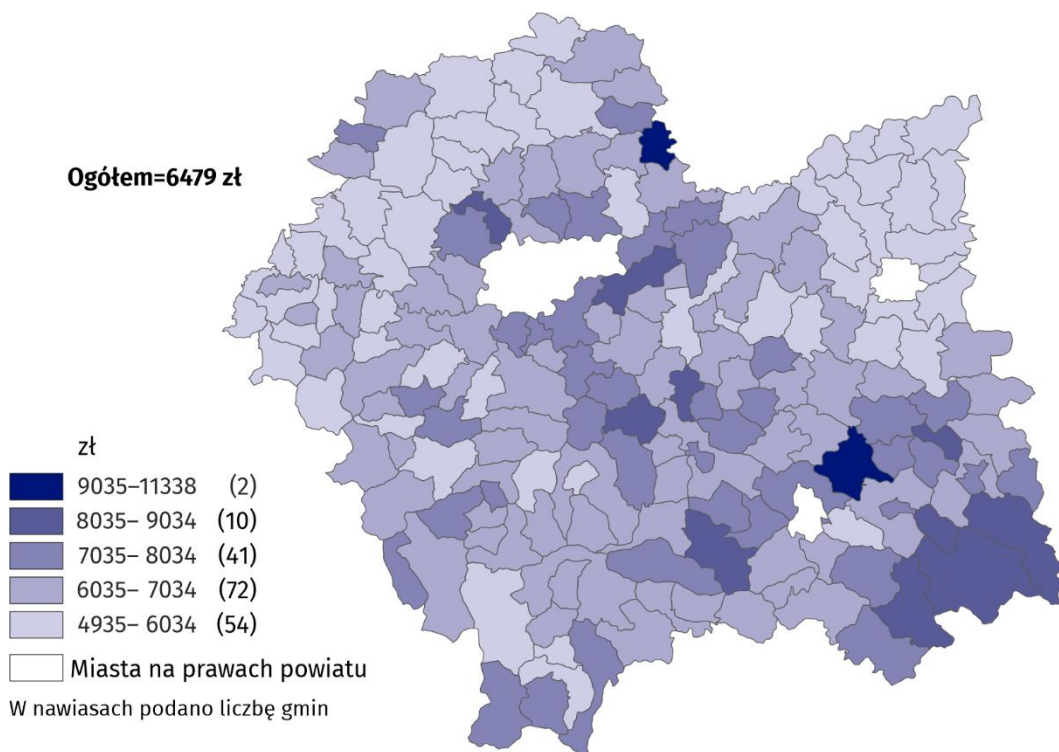 Ogółem=6479 zł
zł
9035–11338 (2)
8035– 9034 (10)
7035– 8034 (41)
6035– 7034 (72)
4935– 6034 (54)
Miasta na prawach powiatu
W nawiasach podano liczbę gmin